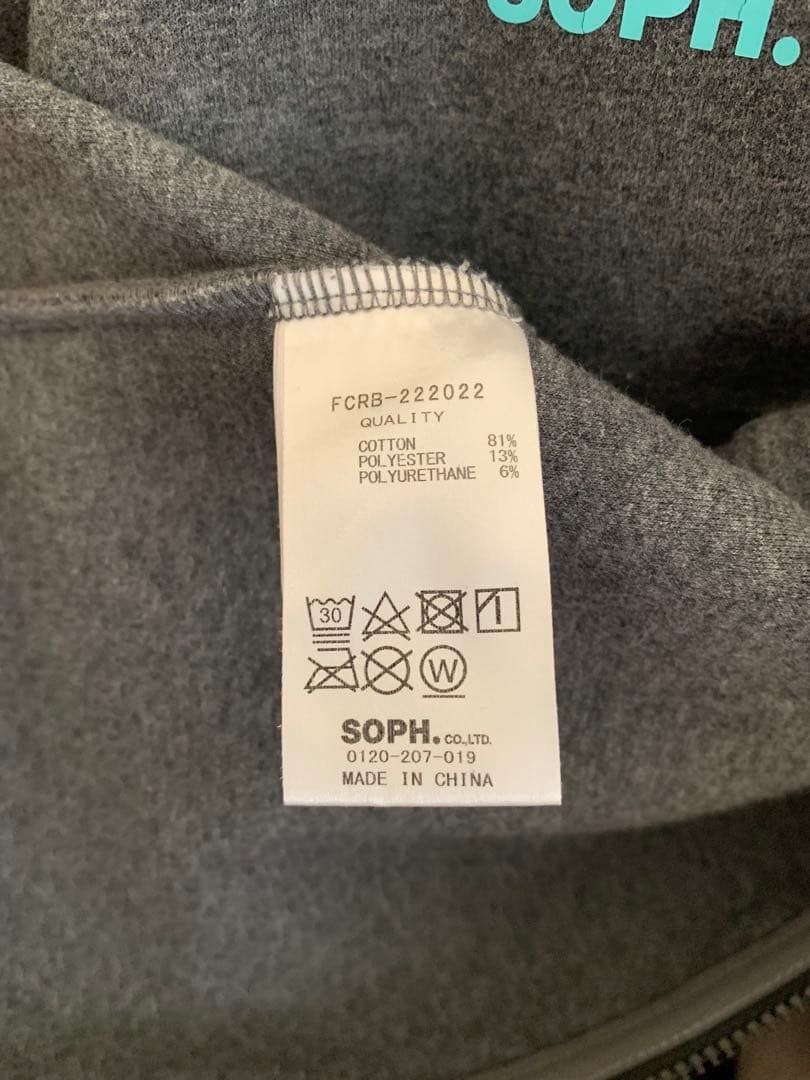 SOPH.
FCRB-222022
QUALITY
COTTON 81%
POLYESTER 13%
POLYURETHANE 6%
30
W
SOPH. CO.,LTD.
0120-207-019
MADE IN CHINA